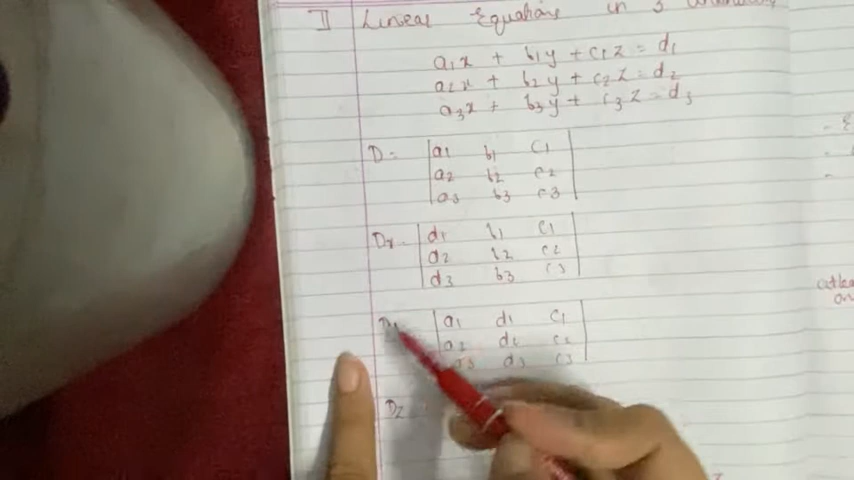 II Linear Equations in 3
a1x + b1y + c1z = d1
a2x + b2y + c2z = d2
a3x + b3y + c3z = d3
D = | a1 b1 c1 |
| a2 b2 c2 |
| a3 b3 c3 |
Dx = | d1 b1 c1 |
| d2 b2 c2 |
| d3 b3 c3 |
| a1 d1 c1 |
| a2 d2 c2 |
a3 d3 c3 |
Dz